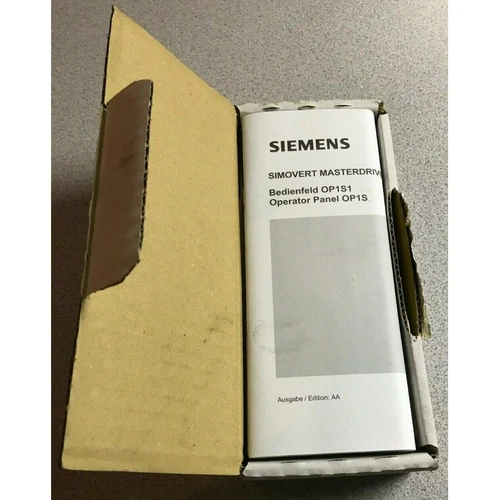 SIEMENS
SIMOVERT MASTERDRIV
Bedienfeld OP1S1
Operator Panel OP1S
Ausgabe / Edition: AA